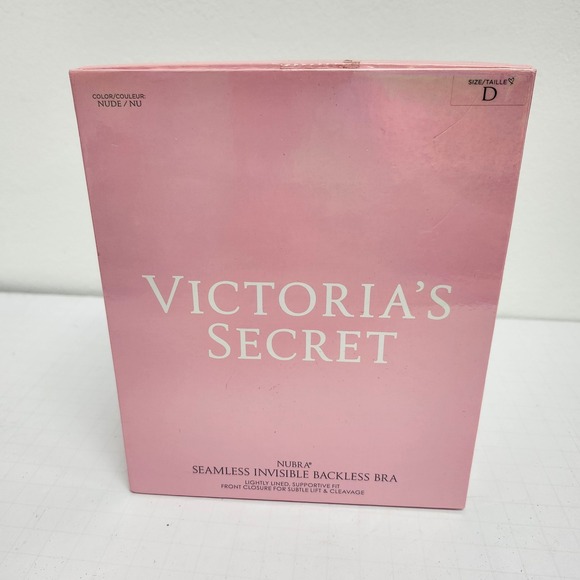 COLOR/COULEUR:
NUDE / NU
SIZE/TAILLE
D
VICTORIA'S
SECRET
NUBRA®
SEAMLESS INVISIBLE BACKLESS BRA
LIGHTLY LINED, SUPPORTIVE FIT
FRONT CLOSURE FOR SUBTLE LIFT & CLEAVAGE